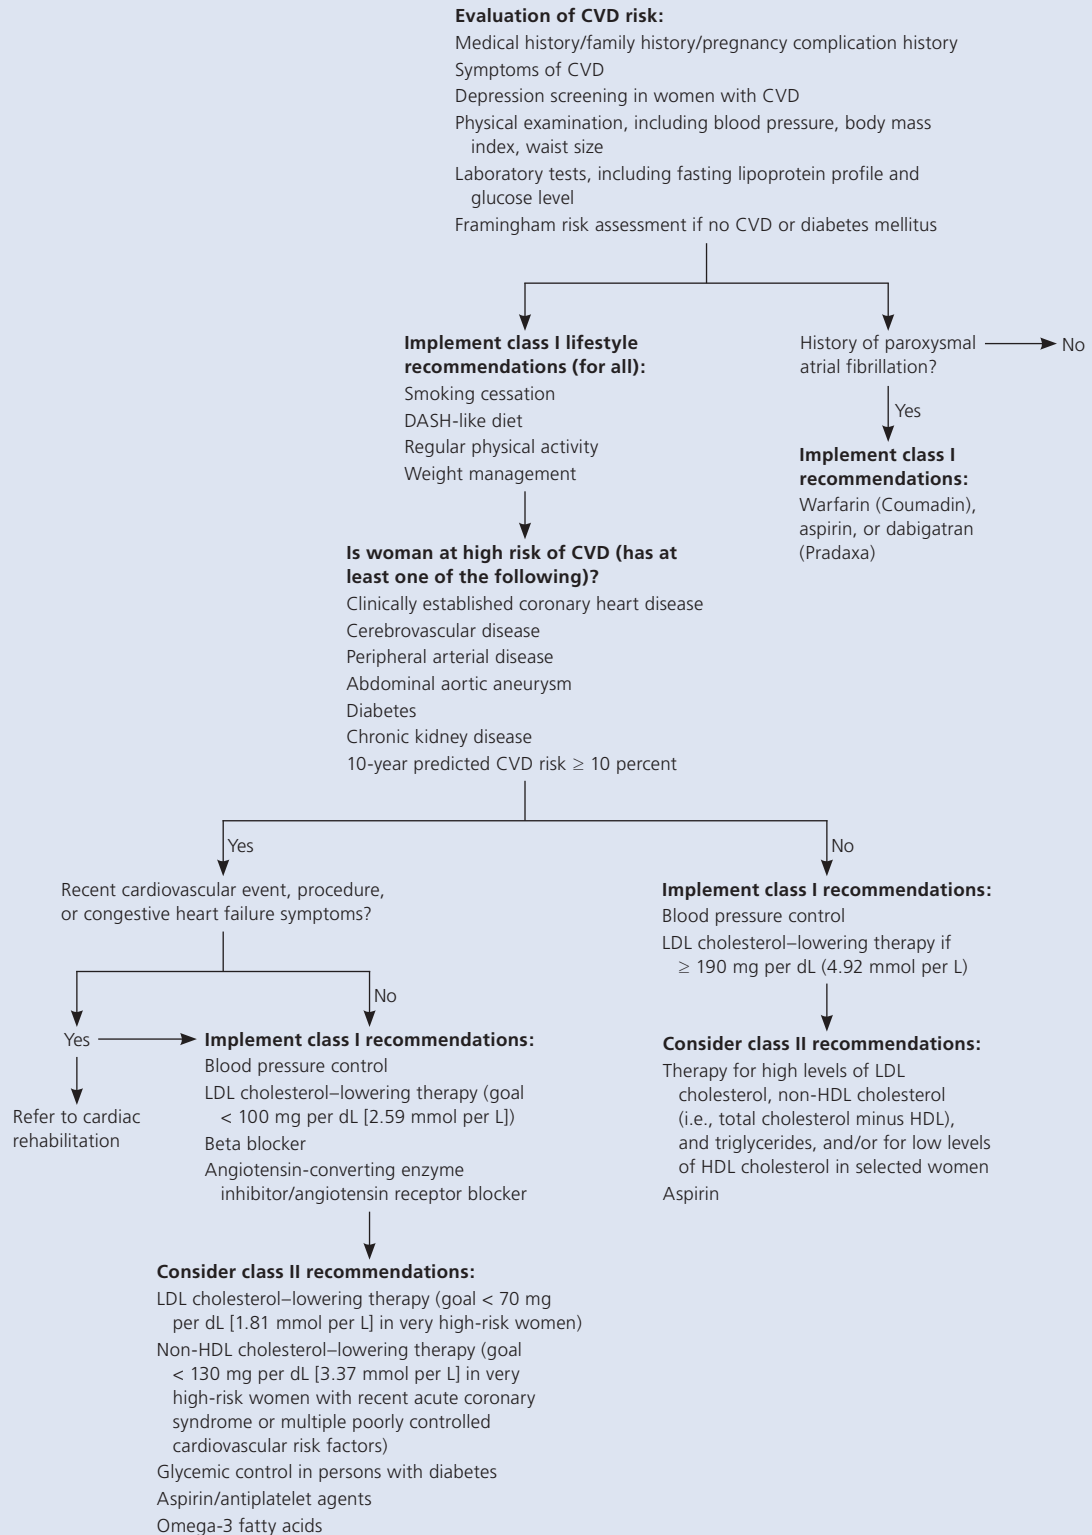 Evaluation of CVD risk:
Medical history/family history/pregnancy complication history
Symptoms of CVD
Depression screening in women with CVD
Physical examination, including blood pressure, body mass
index, waist size
Laboratory tests, including fasting lipoprotein profile and
glucose level
Framingham risk assessment if no CVD or diabetes mellitus
Implement class I lifestyle
recommendations (for all):
Smoking cessation
DASH-like diet
Regular physical activity
Weight management
History of paroxysmal
atrial fibrillation?
No
Yes
Implement class I
recommendations:
Warfarin (Coumadin),
aspirin, or dabigatran
(Pradaxa)
Is woman at high risk of CVD (has at
least one of the following)?
Clinically established coronary heart disease
Cerebrovascular disease
Peripheral arterial disease
Abdominal aortic aneurysm
Diabetes
Chronic kidney disease
10-year predicted CVD risk ≥ 10 percent
Yes
Recent cardiovascular event, procedure,
or congestive heart failure symptoms?
Yes
Refer to cardiac
rehabilitation
No
Implement class I recommendations:
Blood pressure control
LDL cholesterol–lowering therapy (goal
< 100 mg per dL [2.59 mmol per L])
Beta blocker
Angiotensin-converting enzyme
inhibitor/angiotensin receptor blocker
Consider class II recommendations:
LDL cholesterol–lowering therapy (goal < 70 mg
per dL [1.81 mmol per L] in very high-risk women)
Non-HDL cholesterol–lowering therapy (goal
< 130 mg per dL [3.37 mmol per L] in very
high-risk women with recent acute coronary
syndrome or multiple poorly controlled
cardiovascular risk factors)
Glycemic control in persons with diabetes
Aspirin/antiplatelet agents
Omega-3 fatty acids
No
Implement class I recommendations:
Blood pressure control
LDL cholesterol–lowering therapy if
≥ 190 mg per dL (4.92 mmol per L)
Consider class II recommendations:
Therapy for high levels of LDL
cholesterol, non-HDL cholesterol
(i.e., total cholesterol minus HDL),
and triglycerides, and/or for low levels
of HDL cholesterol in selected women
Aspirin